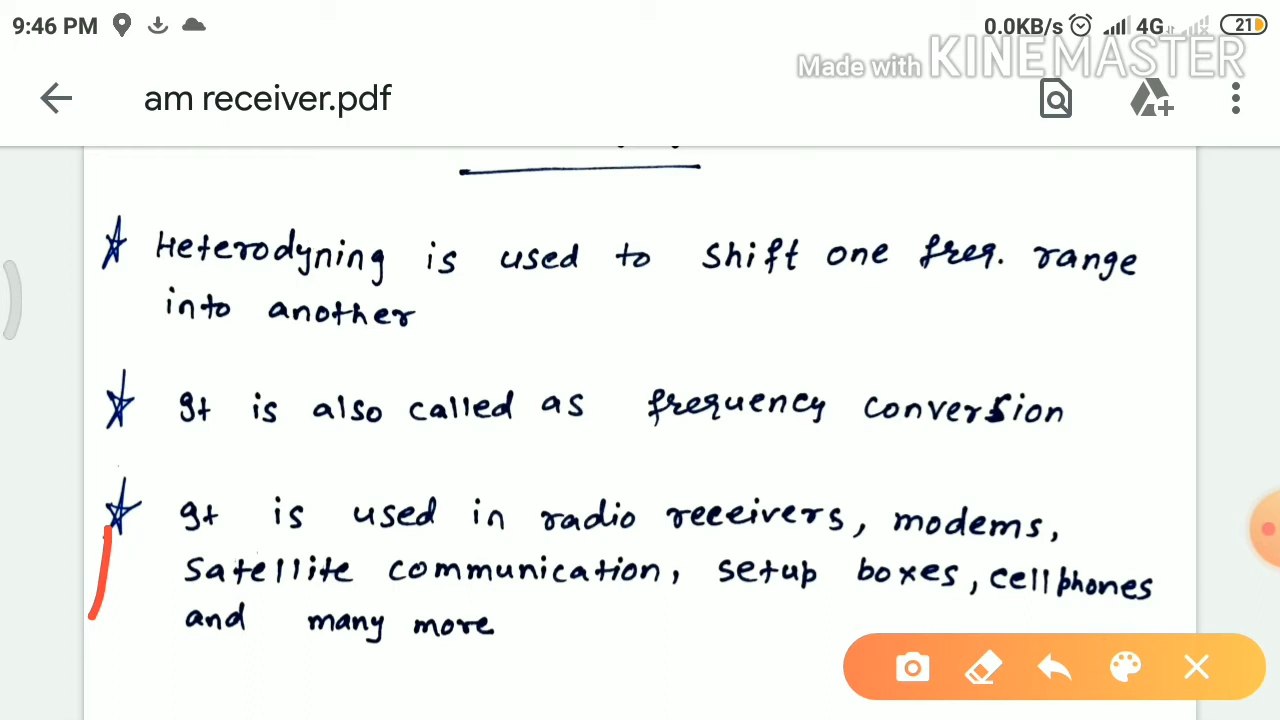 9:46 PM 0.0KB/s 4G 21
Made with KINEMASTER
am receiver.pdf
Heterodyning is used to shift one freq. range
into another
It is also called as frequency conversion
It is used in radio receivers, modems,
satellite communication, setup boxes, cellphones
and many more